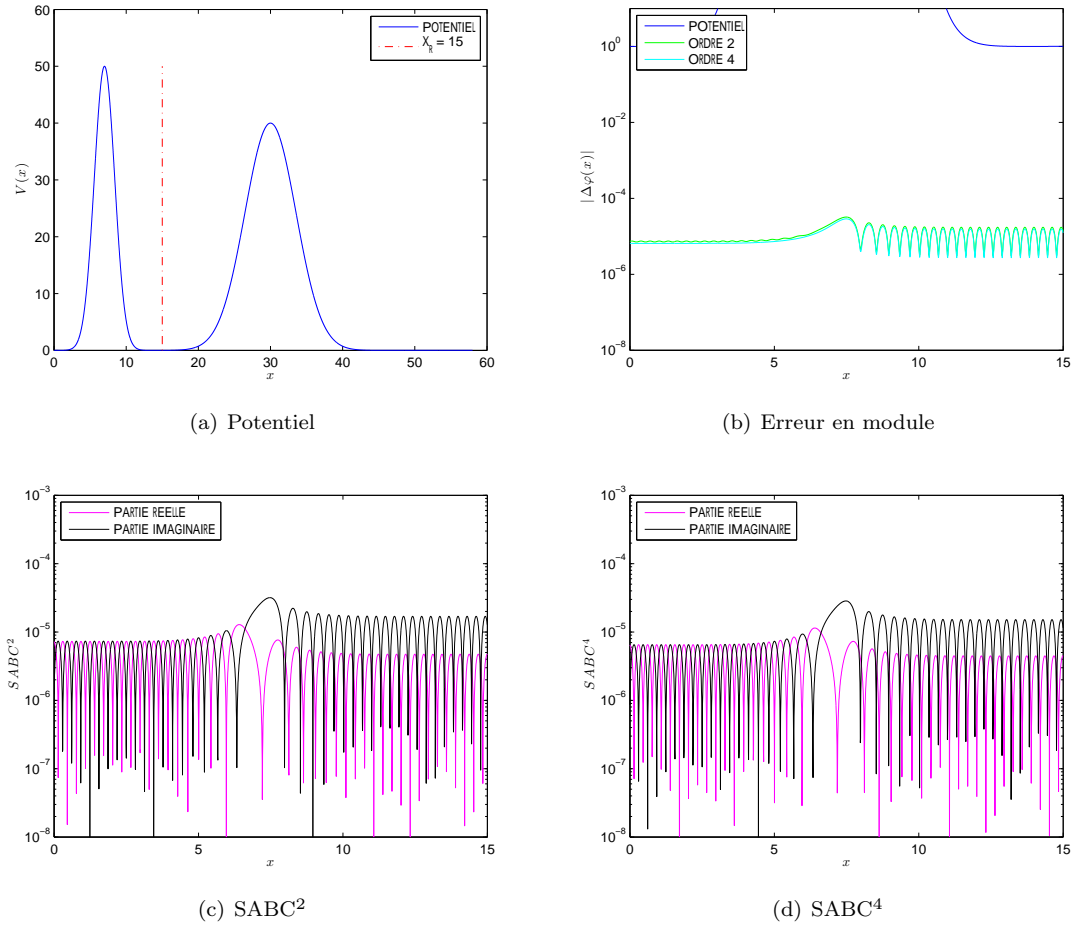 60
50
40
30
20
10
0
0 10 20 30 40 50 60
V(x)
x
POTENTIEL
X_R = 15
(a) Potentiel
10^0
10^-2
10^-4
10^-6
10^-8
0 5 10 15
|Δφ(x)|
x
POTENTIEL
ORDRE 2
ORDRE 4
(b) Erreur en module
10^-3
10^-4
10^-5
10^-6
10^-7
10^-8
0 5 10 15
SABC^2
x
PARTIE REELLE
PARTIE IMAGINAIRE
(c) SABC^2
10^-3
10^-4
10^-5
10^-6
10^-7
10^-8
0 5 10 15
SABC^4
x
PARTIE REELLE
PARTIE IMAGINAIRE
(d) SABC^4